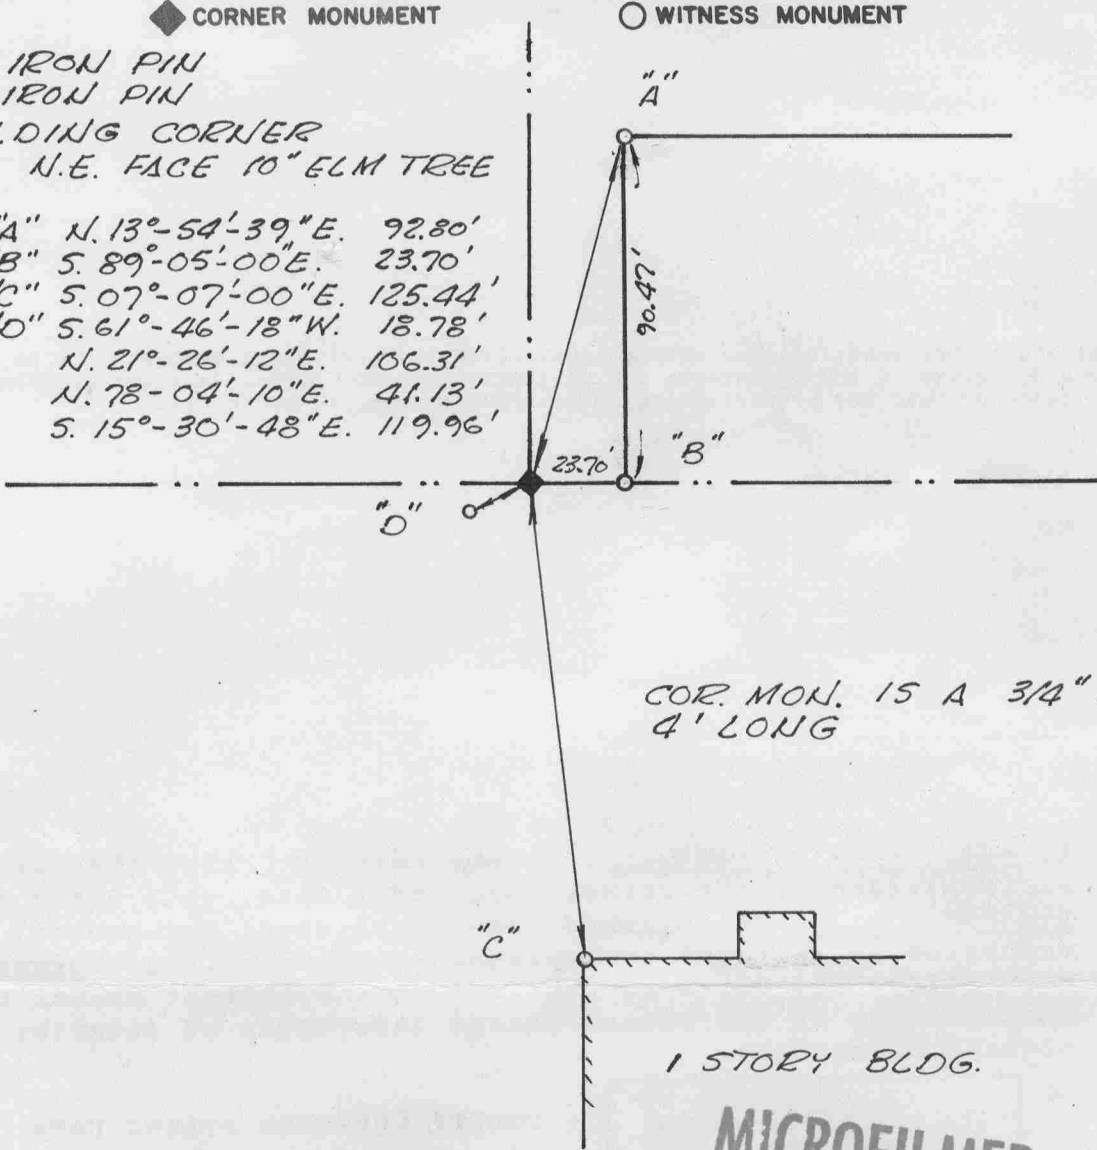 CORNER MONUMENT
WITNESS MONUMENT
IRON PIN
IRON PIN
LDING CORNER
N.E. FACE 10" ELM TREE
"A" N. 13°-54'-39"E. 92.80'
B" S. 89°-05'-00"E. 23.70'
C" S. 07°-07'-00"E. 125.44'
"D" S. 61°-46'-18"W. 18.78'
N. 21°-26'-12"E. 106.31'
N. 78-04'-10"E. 41.13'
S. 15°-30'-48"E. 119.96'
"A"
90.47'
23.70'
"B"
"D"
COR. MON. IS A 3/4"
4' LONG
"C"
1 STORY BLDG.
MICROFILMED